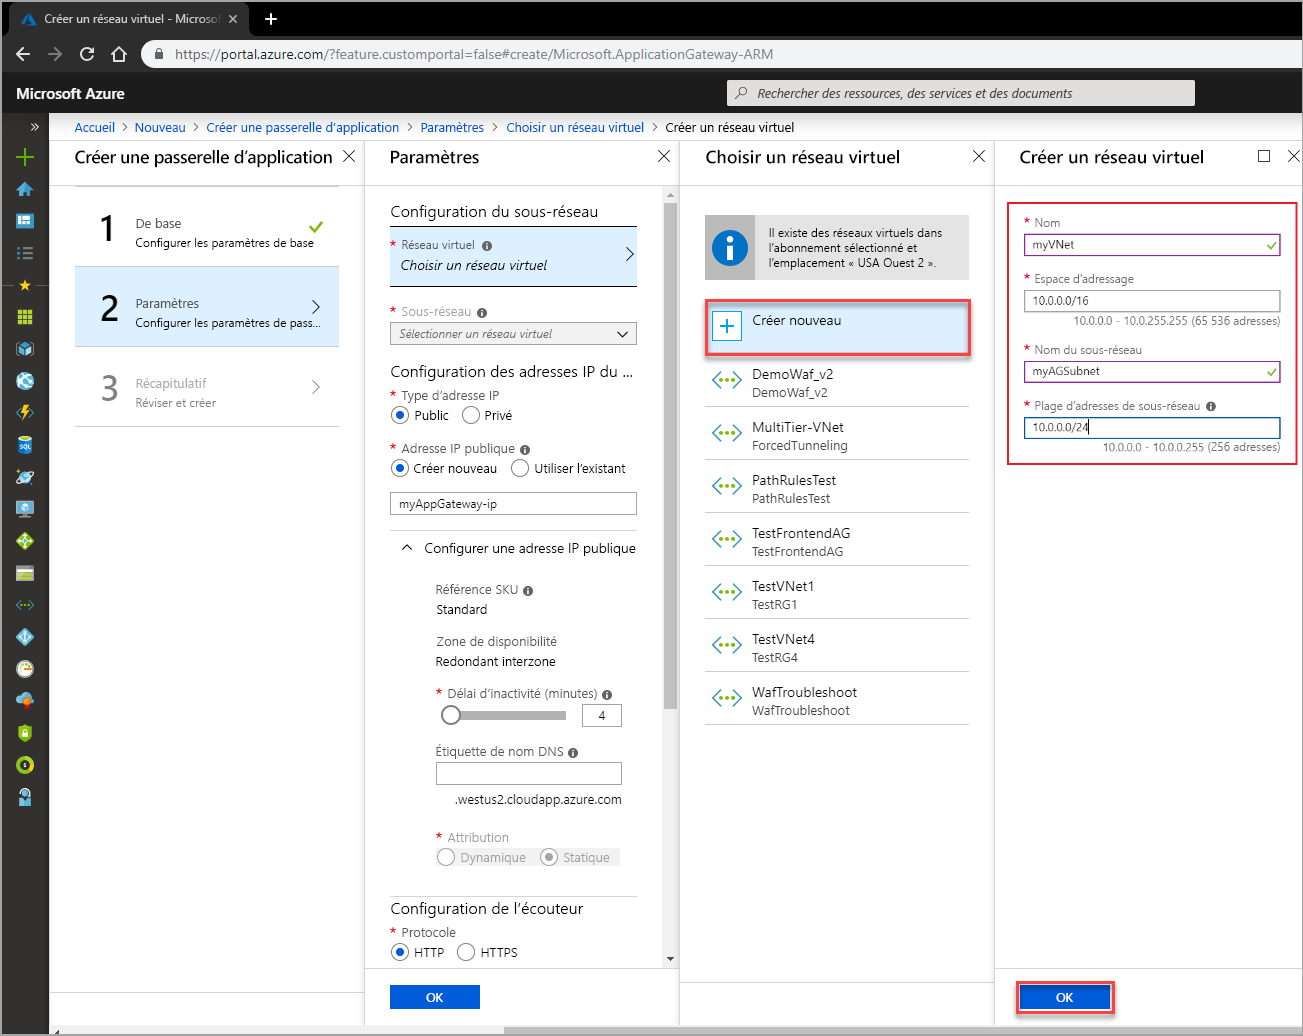 Créer un réseau virtuel - Microsof
https://portal.azure.com/?feature.customportal=false#create/Microsoft.ApplicationGateway-ARM
Microsoft Azure
Rechercher des ressources, des services et des documents
Accueil > Nouveau > Créer une passerelle d'application > Paramètres > Choisir un réseau virtuel > Créer un réseau virtuel
Créer une passerelle d'application
1
De base
Configurer les paramètres de base
2
Paramètres
Configurer les paramètres de pass...
3
Récapitulatif
Réviser et créer
Paramètres
Configuration du sous-réseau
* Réseau virtuel
Choisir un réseau virtuel
* Sous-réseau
Sélectionner un réseau virtuel
Configuration des adresses IP du ...
* Type d'adresse IP
Public Privé
* Adresse IP publique
Créer nouveau Utiliser l'existant
myAppGateway-ip
Configurer une adresse IP publique
Référence SKU
Standard
Zone de disponibilité
Redondant interzone
* Délai d'inactivité (minutes)
4
Étiquette de nom DNS
.westus2.cloudapp.azure.com
* Attribution
Dynamique Statique
Configuration de l'écouteur
* Protocole
HTTP HTTPS
OK
Choisir un réseau virtuel
Il existe des réseaux virtuels dans
l'abonnement sélectionné et
l'emplacement « USA Ouest 2 ».
Créer nouveau
DemoWaf_v2
DemoWaf_v2
MultiTier-VNet
ForcedTunneling
PathRulesTest
PathRulesTest
TestFrontendAG
TestFrontendAG
TestVNet1
TestRG1
TestVNet4
TestRG4
WafTroubleshoot
WafTroubleshoot
Créer un réseau virtuel
* Nom
myVNet
* Espace d'adressage
10.0.0.0/16
10.0.0.0 - 10.0.255.255 (65 536 adresses)
* Nom du sous-réseau
myAGSubnet
* Plage d'adresses de sous-réseau
10.0.0.0/24
10.0.0.0 - 10.0.0.255 (256 adresses)
OK
SQL